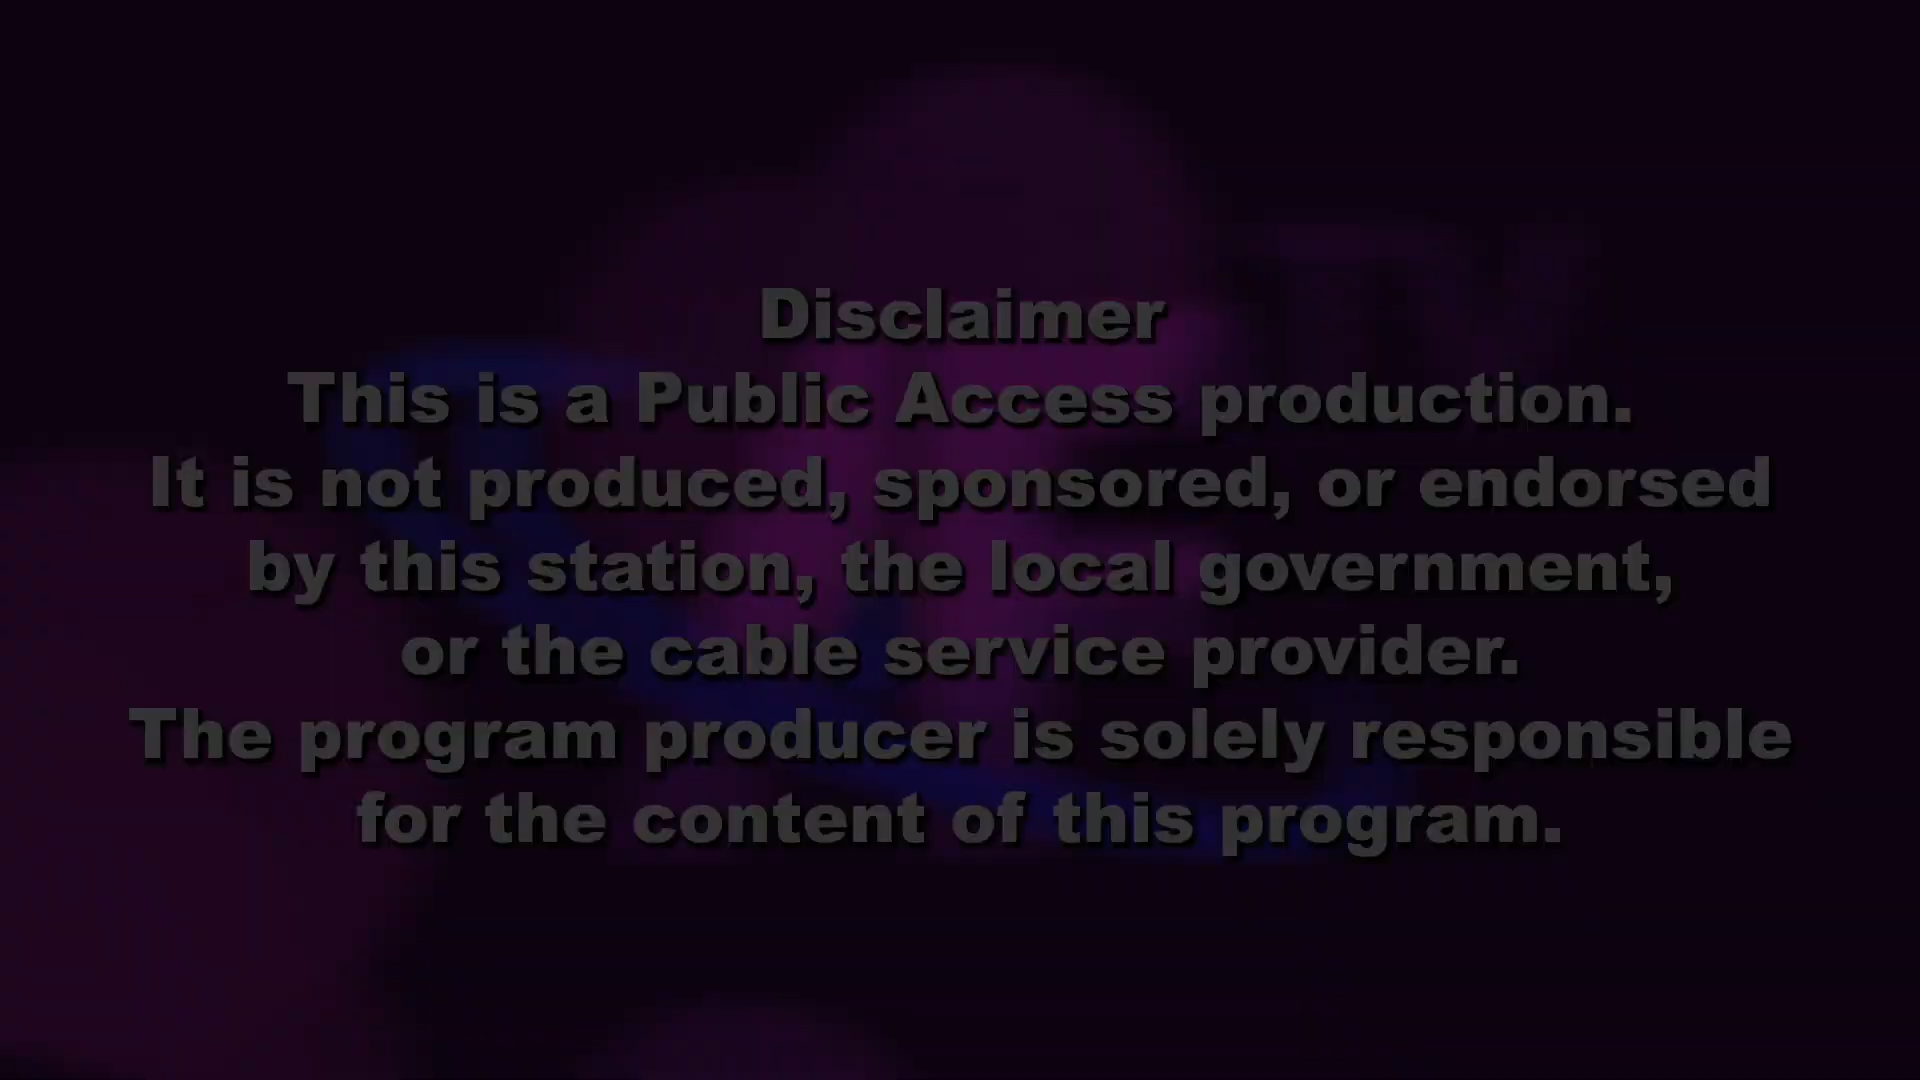 Disclaimer
This is a Public Access production.
It is not produced, sponsored, or endorsed
by this station, the local government,
or the cable service provider.
The program producer is solely responsible
for the content of this program.